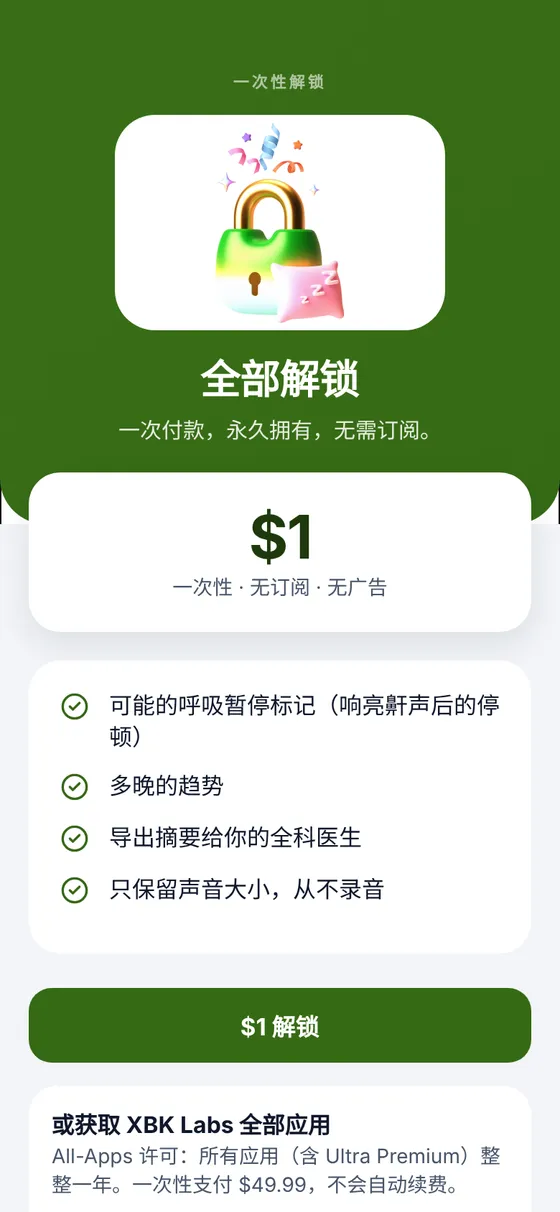 一次性解锁
z z z
全部解锁
一次付款，永久拥有，无需订阅。
$1
一次性 · 无订阅 · 无广告
可能的呼吸暂停标记（响亮鼾声后的停
顿）
多晚的趋势
导出摘要给你的全科医生
只保留声音大小，从不录音
$1 解锁
或获取 XBK Labs 全部应用
All-Apps 许可：所有应用（含 Ultra Premium）整
整一年。一次性支付 $49.99，不会自动续费。